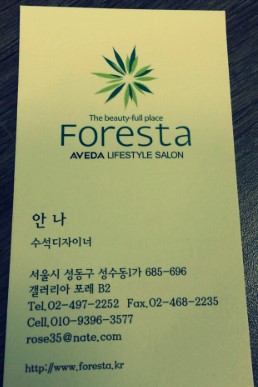 The beauty-full place
Foresta
AVEDA LIFESTYLE SALON
안 나
수석디자이너
서울시 성동구 성수동1가 685-696
갤러리아 포레 B2
Tel.02-497-2252 Fax.02-468-2235
Cell.010-9396-3577
rose35@nate.com
http://www.foresta.kr